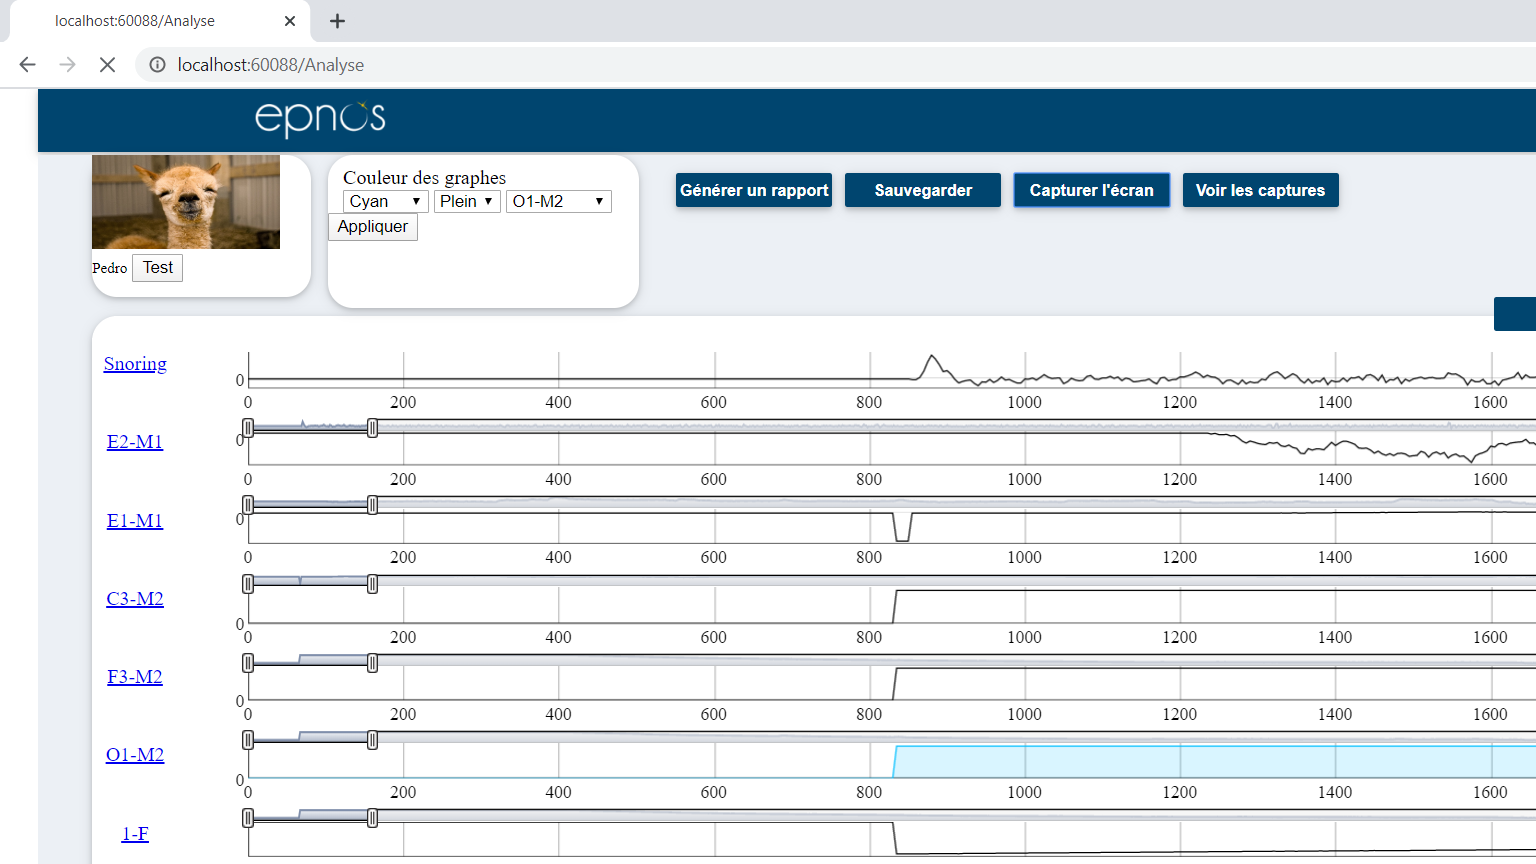 localhost:60088/Analyse
localhost:60088/Analyse
epnos
Couleur des graphes
Cyan Plein O1-M2
Appliquer
Générer un rapport Sauvegarder Capturer l'écran Voir les captures
Pedro Test
Snoring
0
0 200 400 600 800 1000 1200 1400 1600
E2-M1
0
0 200 400 600 800 1000 1200 1400 1600
E1-M1
0
0 200 400 600 800 1000 1200 1400 1600
C3-M2
0
0 200 400 600 800 1000 1200 1400 1600
F3-M2
0
0 200 400 600 800 1000 1200 1400 1600
O1-M2
0
0 200 400 600 800 1000 1200 1400 1600
1-F